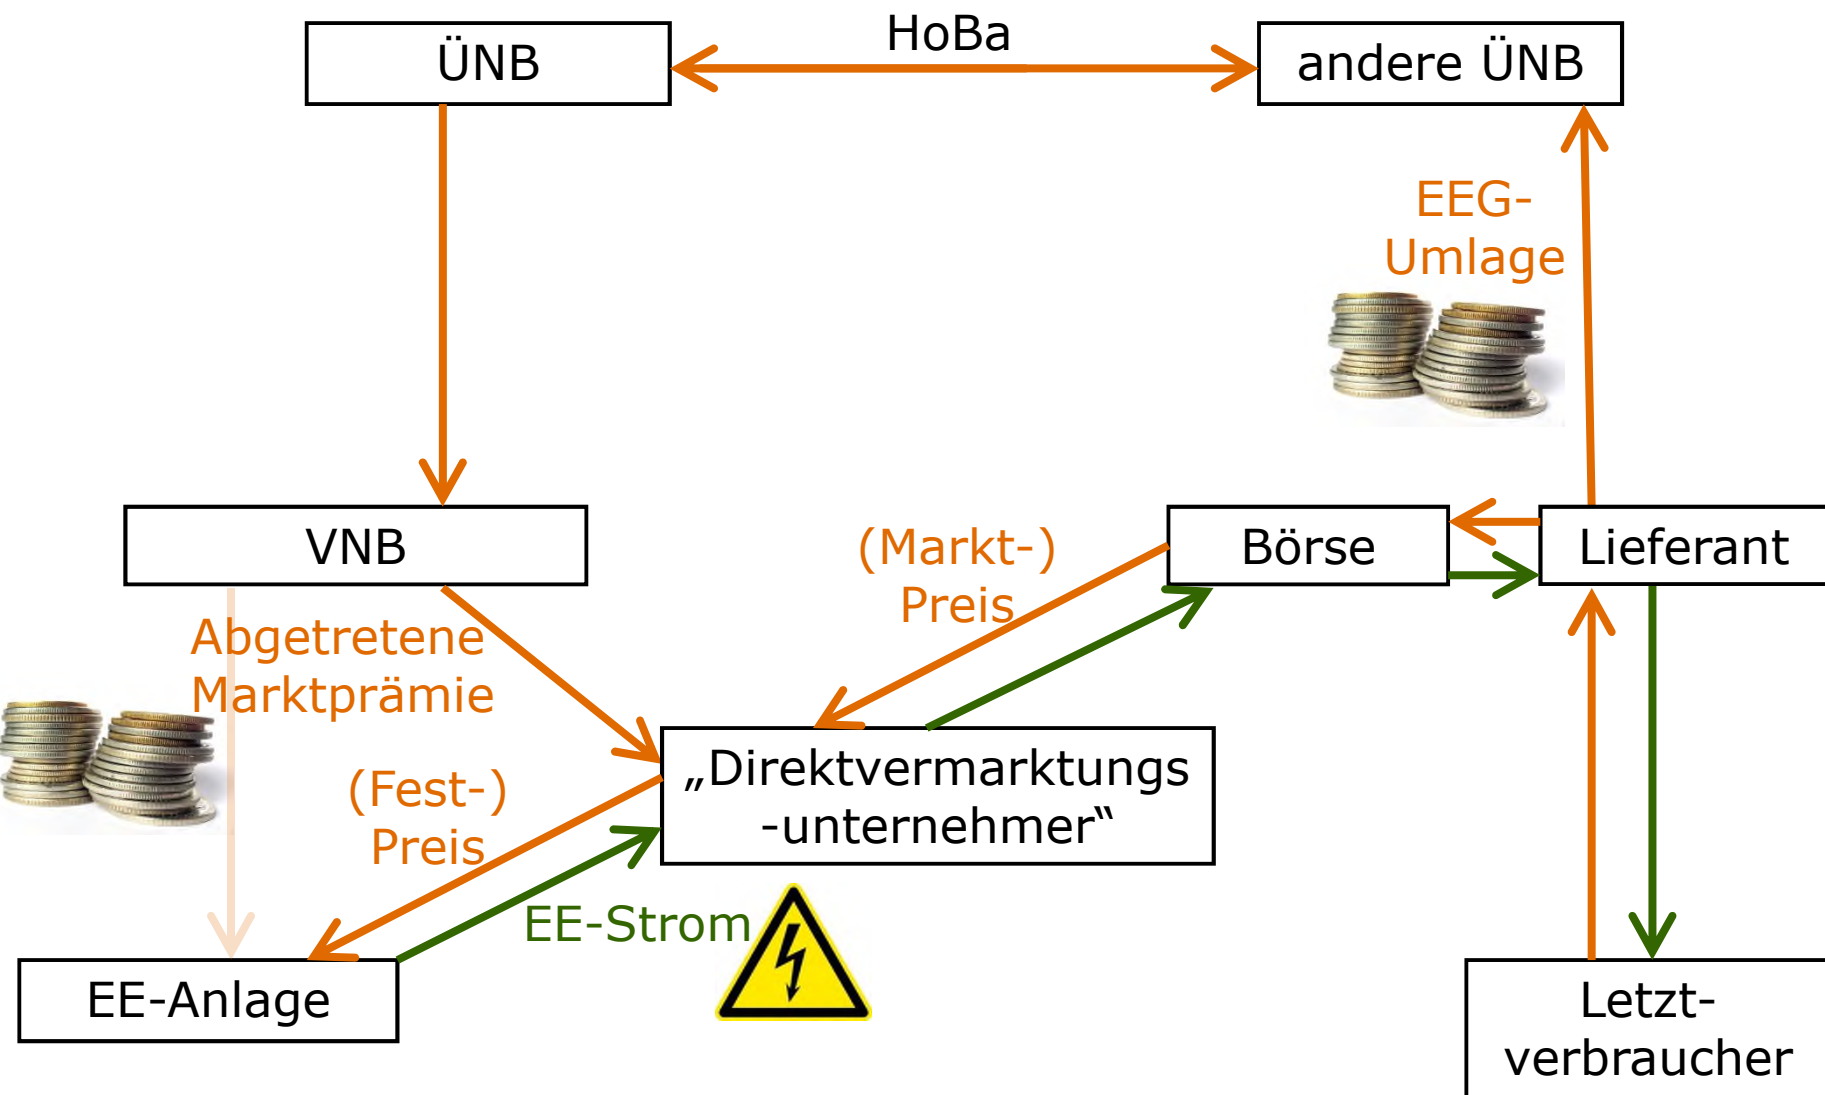 HoBa
ÜNB
andere ÜNB
EEG-
Umlage
VNB
(Markt-)
Preis
Börse
Lieferant
Abgetretene
Marktprämie
(Fest-)
Preis
„Direktvermarktungs
-unternehmer“
EE-Strom
EE-Anlage
Letzt-
verbraucher